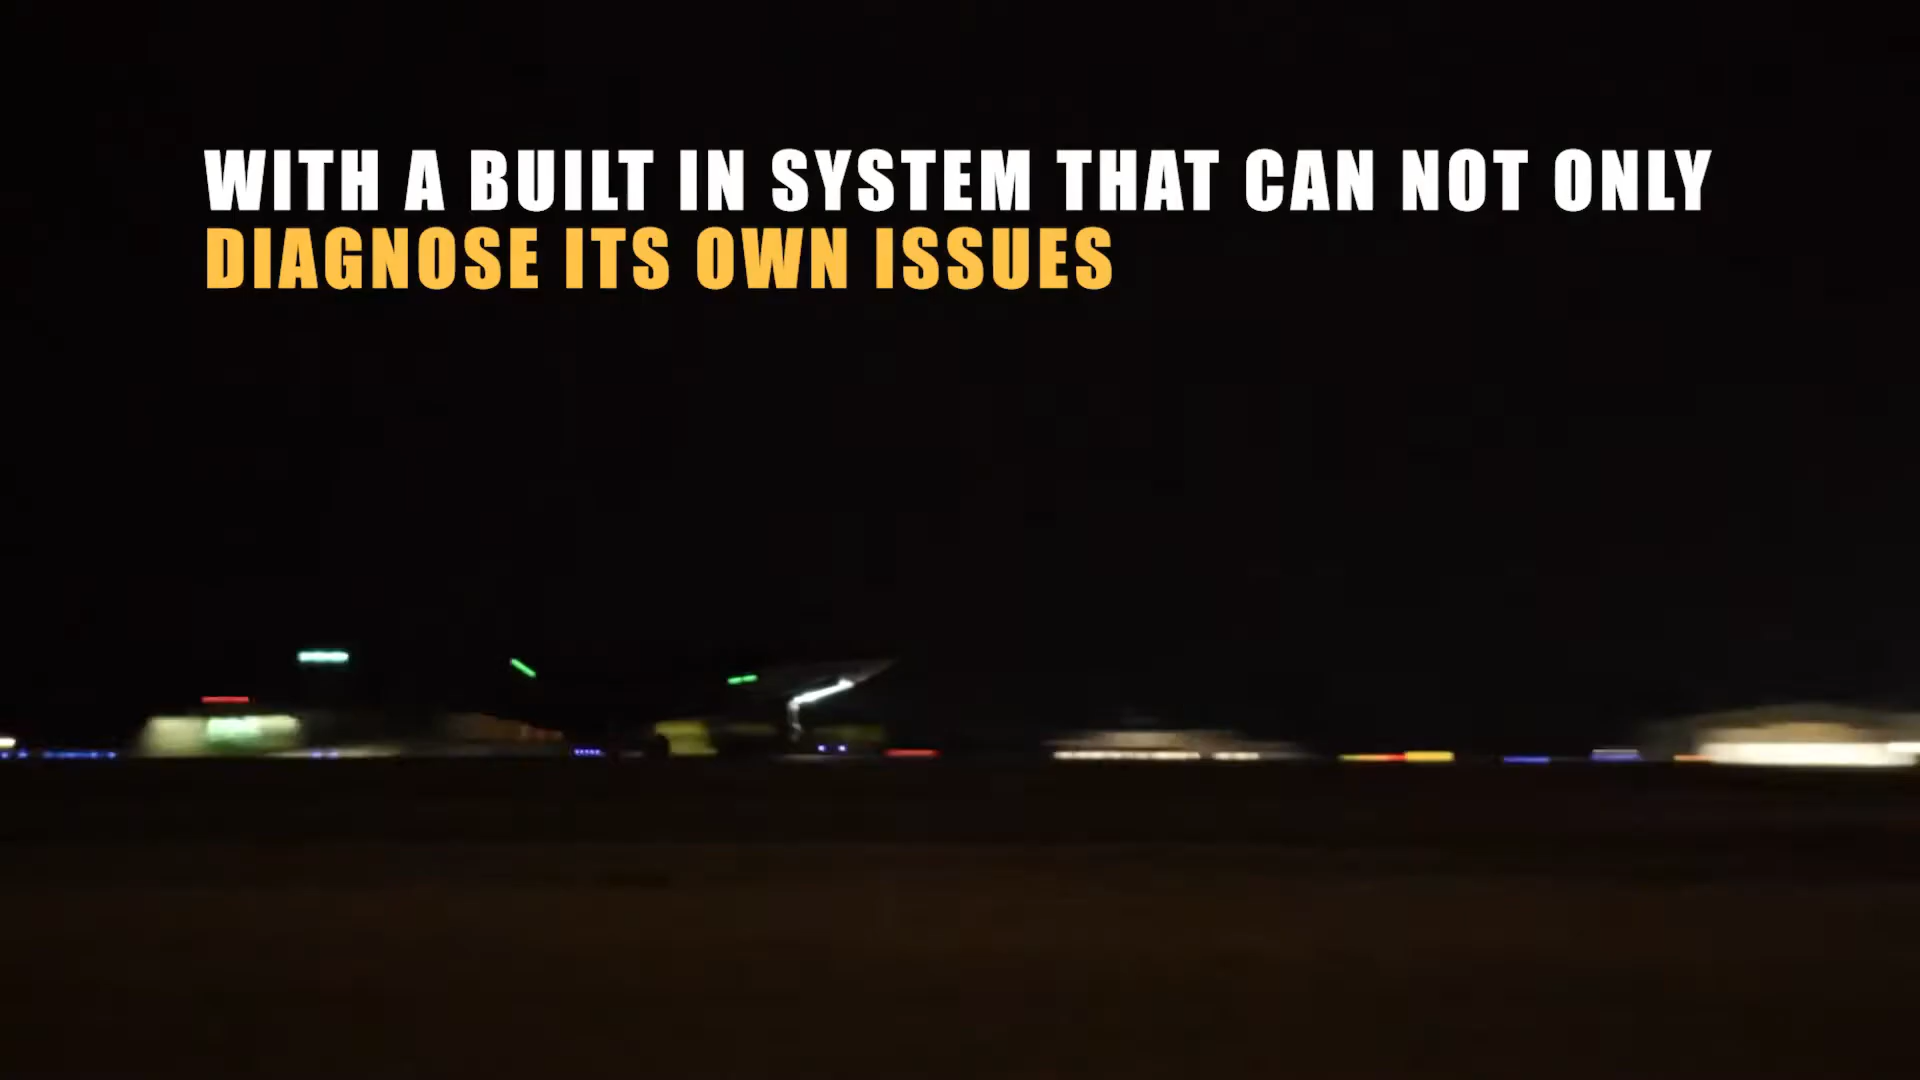 WITH A BUILT IN SYSTEM THAT CAN NOT ONLY
DIAGNOSE ITS OWN ISSUES